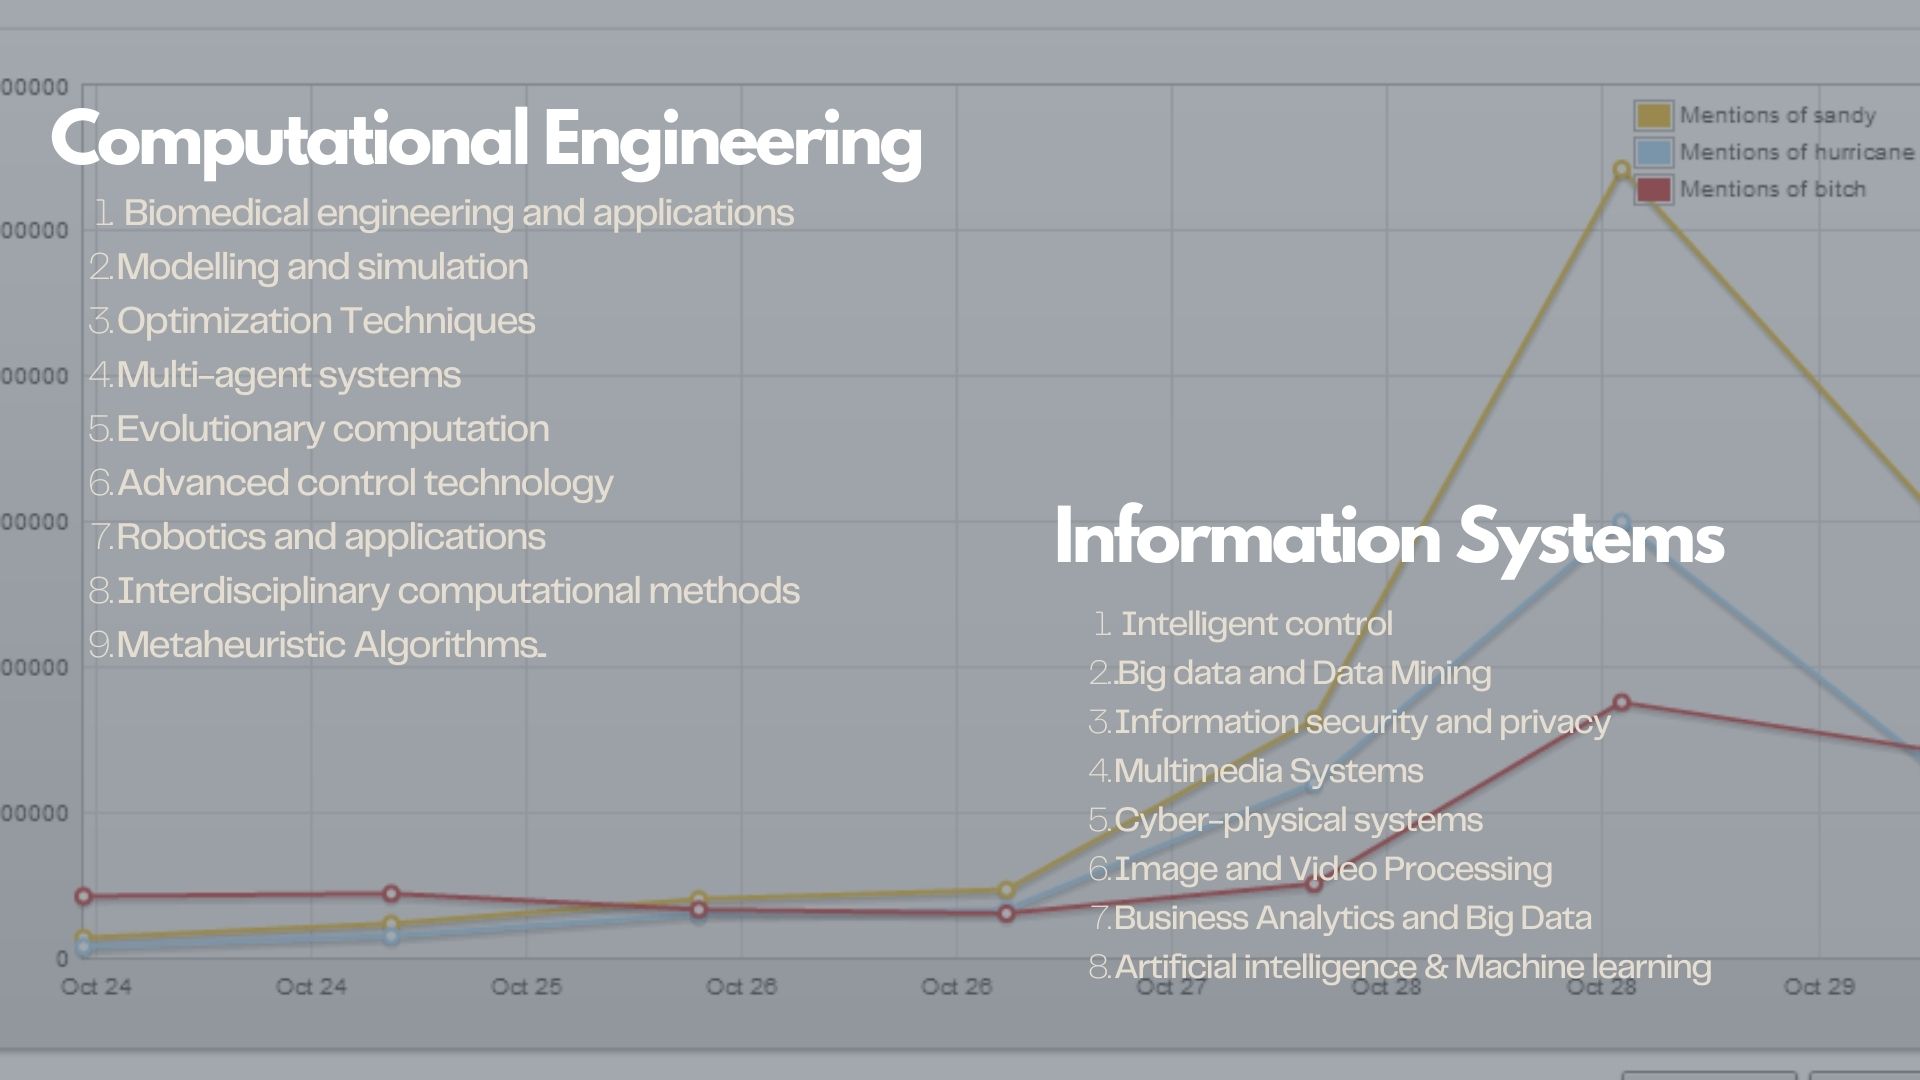 Computational Engineering
1. Biomedical engineering and applications
2.Modelling and simulation
3.Optimization Techniques
4.Multi-agent systems
5.Evolutionary computation
6.Advanced control technology
7.Robotics and applications
8.Interdisciplinary computational methods
9.Metaheuristic Algorithms..
Mentions of sandy
Mentions of hurricane
Mentions of bitch
Information Systems
1. Intelligent control
2..Big data and Data Mining
3.Information security and privacy
4.Multimedia Systems
5.Cyber-physical systems
6.Image and Video Processing
7.Business Analytics and Big Data
8.Artificial intelligence & Machine learning
00000
00000
00000
00000
00000
00000
0
Oct 24 Oct 24 Oct 25 Oct 26 Oct 26 Oct 27 Oct 28 Oct 28 Oct 29